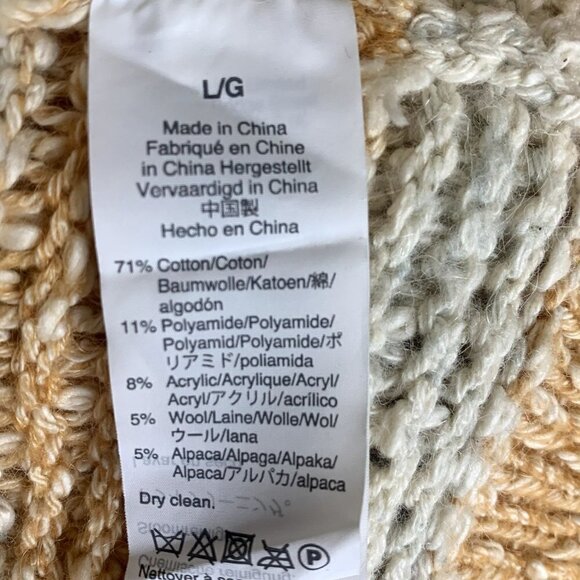 L/G
Made in China
Fabriqué en Chine
in China Hergestellt
Vervaardigd in China
中国製
Hecho en China
71% Cotton/Coton/
Baumwolle/Katoen/綿/
algodón
11% Polyamide/Polyamide/
Polyamid/Polyamide/ポ
リアミド/poliamida
8% Acrylic/Acrylique/Acryl/
Acryl/アクリル/acrílico
5% Wool/Laine/Wolle/Wol/
ウール/lana
5% Alpaca/Alpaga/Alpaka/
Alpaca/アルパカ/alpaca
Dry clean.
P
Nettoyer à